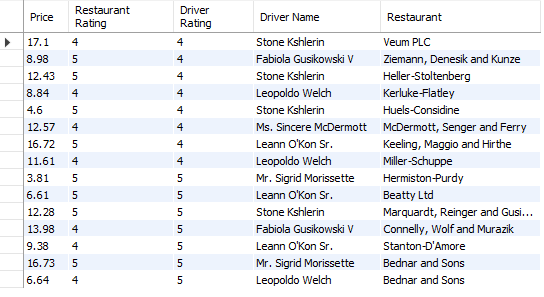 Price Restaurant Rating Driver Rating Driver Name Restaurant
17.1 4 4 Stone Kshlerin Veum PLC
8.98 5 4 Fabiola Gusikowski V Ziemann, Denesik and Kunze
12.43 5 4 Stone Kshlerin Heller-Stoltenberg
8.84 4 4 Leopoldo Welch Kerluke-Flatley
4.6 5 4 Stone Kshlerin Huels-Considine
12.57 4 4 Ms. Sincere McDermott McDermott, Senger and Ferry
16.72 5 4 Leann O'Kon Sr. Keeling, Maggio and Hirthe
11.61 4 4 Leopoldo Welch Miller-Schuppe
3.81 5 5 Mr. Sigrid Morissette Hermiston-Purdy
6.61 5 5 Leann O'Kon Sr. Beatty Ltd
12.28 5 5 Stone Kshlerin Marquardt, Reinger and Gusi...
13.98 4 5 Fabiola Gusikowski V Connelly, Wolf and Murazik
9.38 4 5 Leann O'Kon Sr. Stanton-D'Amore
16.73 5 5 Mr. Sigrid Morissette Bednar and Sons
6.64 4 5 Leopoldo Welch Bednar and Sons